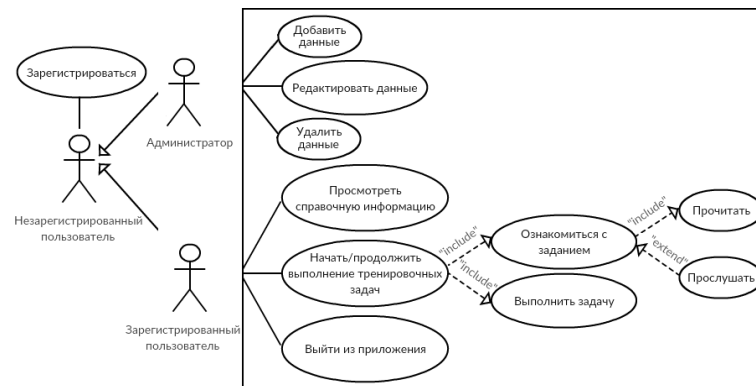 Добавить
данные
Зарегистрироваться
Редактировать данные
Администратор
Удалить
данные
Просмотреть
справочную информацию
Незарегистрированный
пользователь
"include"
Прочитать
Ознакомиться с
заданием
"include"
Начать/продолжить
выполнение тренировочных
задач
"include"
"extend"
Прослушать
Выполнить задачу
Зарегистрированный
пользователь
Выйти из приложения